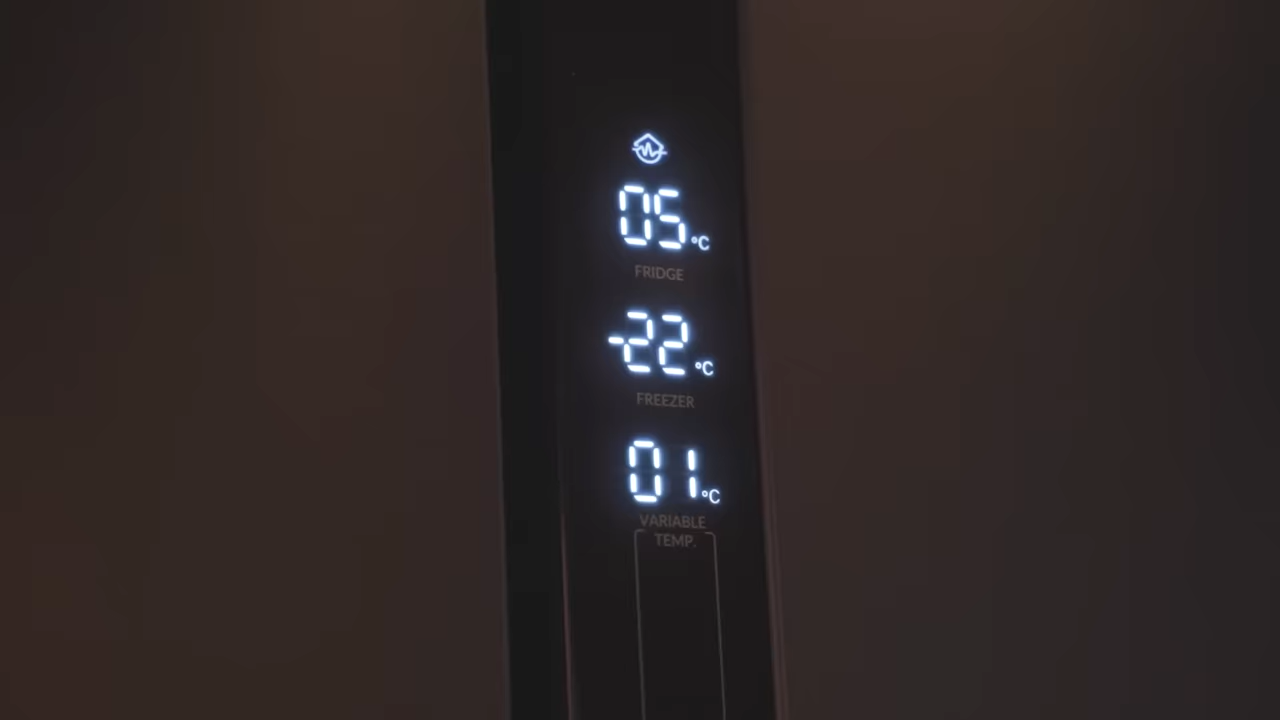 05 °C
FRIDGE
-22 °C
FREEZER
01 °C
VARIABLE
TEMP.